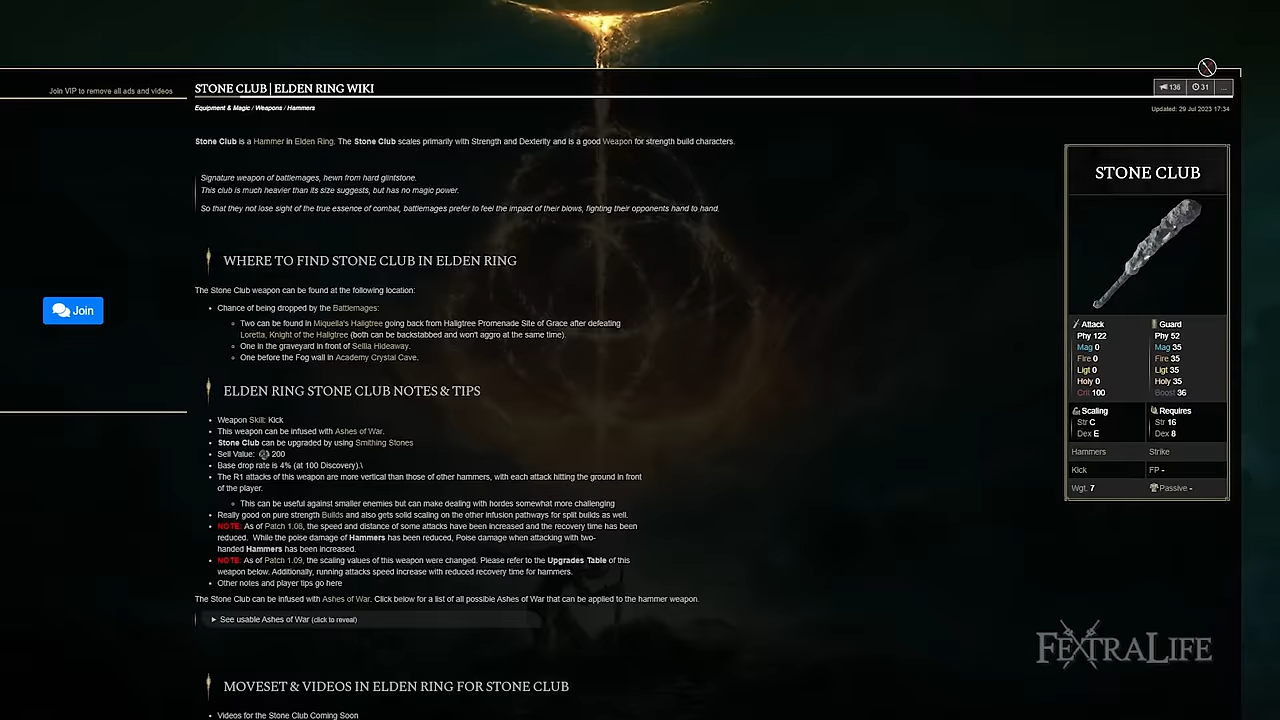 Join VIP to remove all ads and videos
STONE CLUB | ELDEN RING WIKI
136
31
...
Equipment & Magic / Weapons / Hammers
Updated: 29 Jul 2023 17:34
Stone Club is a Hammer in Elden Ring. The Stone Club scales primarily with Strength and Dexterity and is a good Weapon for strength build characters.
Signature weapon of battlemages, hewn from hard glintstone.
This club is much heavier than its size suggests, but has no magic power.
So that they not lose sight of the true essence of combat, battlemages prefer to feel the impact of their blows, fighting their opponents hand to hand.
WHERE TO FIND STONE CLUB IN ELDEN RING
The Stone Club weapon can be found at the following location:
Join
Chance of being dropped by the Battlemages:
Two can be found in Miquella's Haligtree going back from Haligtree Promenade Site of Grace after defeating
Loretta, Knight of the Haligtree (both can be backstabbed and won't aggro at the same time).
One in the graveyard in front of Sellia Hideaway.
One before the Fog wall in Academy Crystal Cave.
ELDEN RING STONE CLUB NOTES & TIPS
Weapon Skill: Kick
This weapon can be infused with Ashes of War.
Stone Club can be upgraded by using Smithing Stones
Sell Value: 200
Base drop rate is 4% (at 100 Discovery).\
The R1 attacks of this weapon are more vertical than those of other hammers, with each attack hitting the ground in front
of the player.
This can be useful against smaller enemies but can make dealing with hordes somewhat more challenging
Really good on pure strength Builds and also gets solid scaling on the other infusion pathways for split builds as well.
NOTE: As of Patch 1.08, the speed and distance of some attacks have been increased and the recovery time has been
reduced. While the poise damage of Hammers has been reduced, Poise damage when attacking with two-
handed Hammers has been increased.
NOTE: As of Patch 1.09, the scaling values of this weapon were changed. Please refer to the Upgrades Table of this
weapon below. Additionally, running attacks speed increase with reduced recovery time for hammers.
Other notes and player tips go here
The Stone Club can be infused with Ashes of War. Click below for a list of all possible Ashes of War that can be applied to the hammer weapon.
► See usable Ashes of War (click to reveal)
MOVESET & VIDEOS IN ELDEN RING FOR STONE CLUB
Videos for the Stone Club Coming Soon
STONE CLUB
Attack
Phy 122
Mag 0
Fire 0
Ligt 0
Holy 0
Crit 100
Guard
Phy 52
Mag 35
Fire 35
Ligt 35
Holy 35
Boost 36
Scaling
Str C
Dex E
Requires
Str 16
Dex 8
Hammers
Strike
Kick
FP -
Wgt. 7
Passive -
FEXTRALIFE